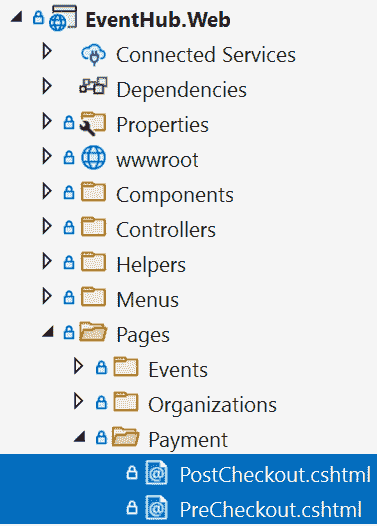 EventHub.Web
Connected Services
Dependencies
Properties
wwwroot
Components
Controllers
Helpers
Menus
Pages
Events
Organizations
Payment
PostCheckout.cshtml
PreCheckout.cshtml